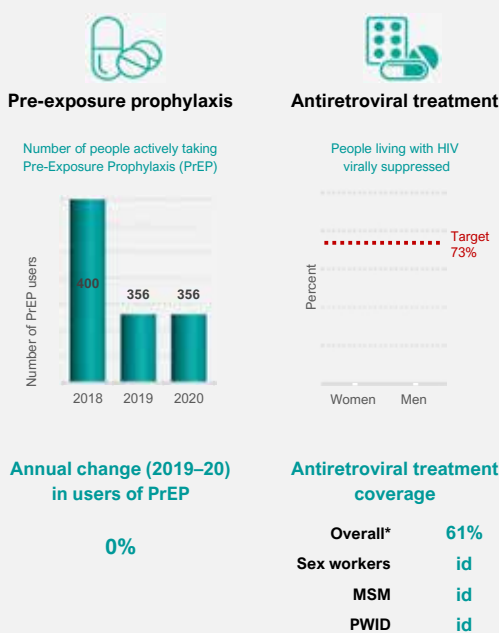 Pre-exposure prophylaxis
Number of people actively taking
Pre-Exposure Prophylaxis (PrEP)
Number of PrEP users
400
356
356
2018
2019
2020
Annual change (2019–20)
in users of PrEP
0%
Antiretroviral treatment
People living with HIV
virally suppressed
Percent
Target
73%
Women
Men
Antiretroviral treatment
coverage
Overall* 61%
Sex workers id
MSM id
PWID id